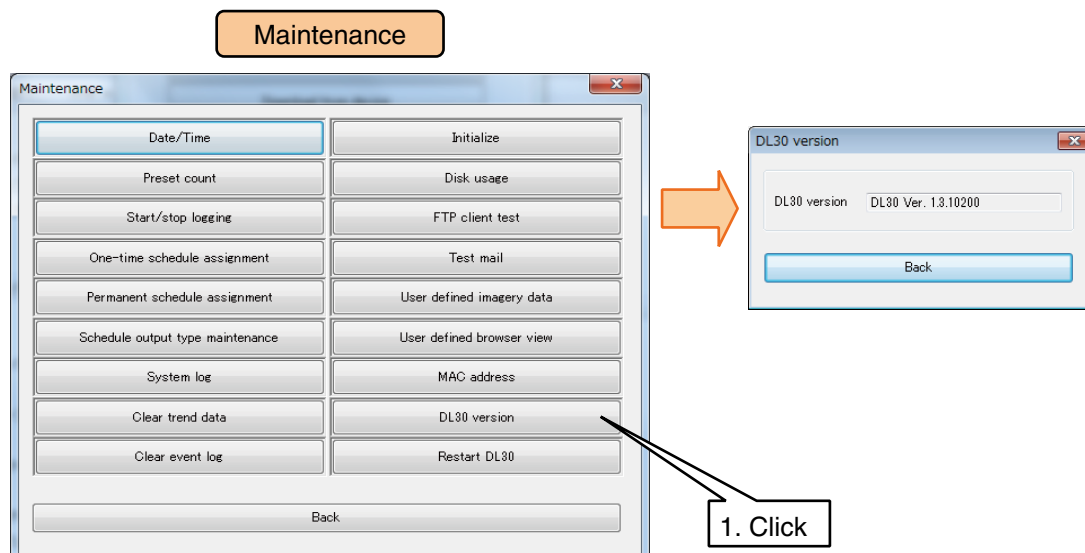 Maintenance
Maintenance
Date/Time
Initialize
Preset count
Disk usage
Start/stop logging
FTP client test
One-time schedule assignment
Test mail
Permanent schedule assignment
User defined imagery data
Schedule output type maintenance
User defined browser view
System log
MAC address
Clear trend data
DL30 version
Clear event log
Restart DL30
Back
1. Click
DL30 version
DL30 version
DL30 Ver. 1.3.10200
Back